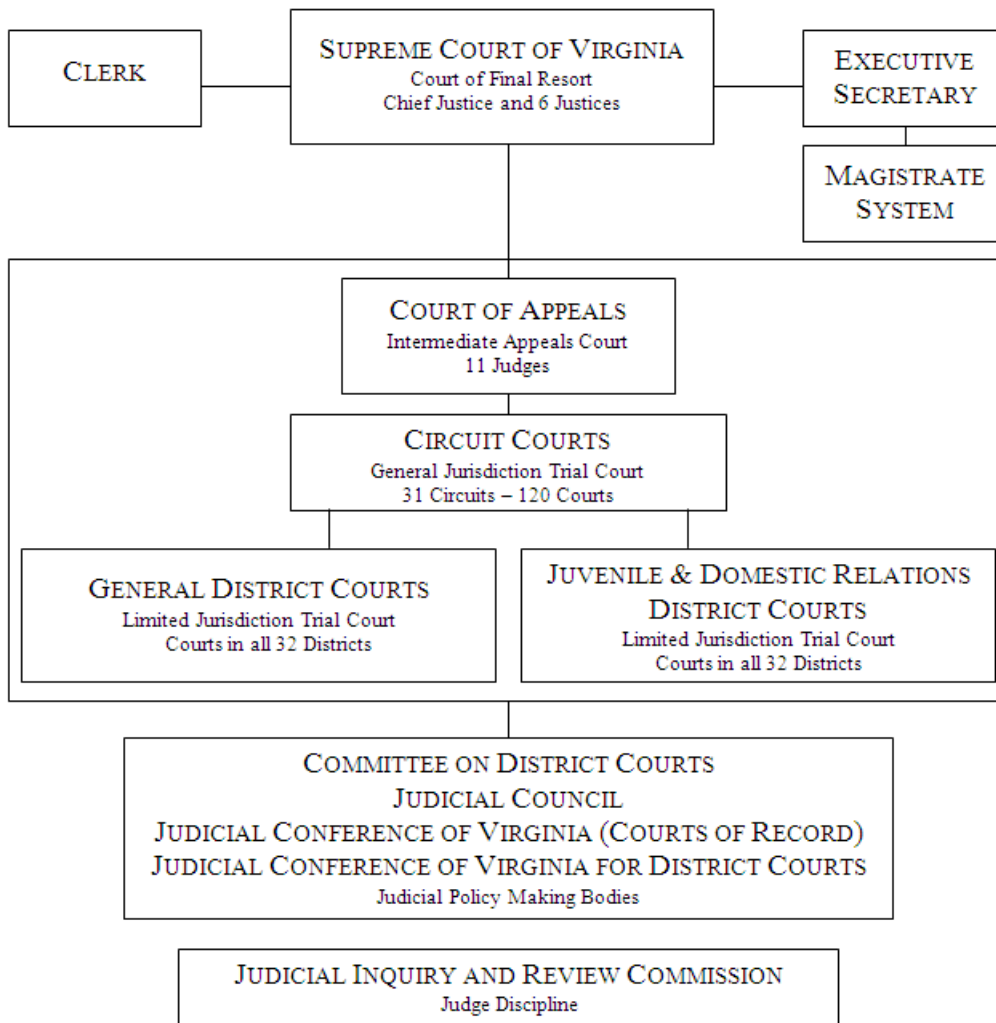 CLERK
SUPREME COURT OF VIRGINIA
Court of Final Resort
Chief Justice and 6 Justices
EXECUTIVE
SECRETARY
MAGISTRATE
SYSTEM
COURT OF APPEALS
Intermediate Appeals Court
11 Judges
CIRCUIT COURTS
General Jurisdiction Trial Court
31 Circuits – 120 Courts
GENERAL DISTRICT COURTS
Limited Jurisdiction Trial Court
Courts in all 32 Districts
JUVENILE & DOMESTIC RELATIONS
DISTRICT COURTS
Limited Jurisdiction Trial Court
Courts in all 32 Districts
COMMITTEE ON DISTRICT COURTS
JUDICIAL COUNCIL
JUDICIAL CONFERENCE OF VIRGINIA (COURTS OF RECORD)
JUDICIAL CONFERENCE OF VIRGINIA FOR DISTRICT COURTS
Judicial Policy Making Bodies
JUDICIAL INQUIRY AND REVIEW COMMISSION
Judge Discipline